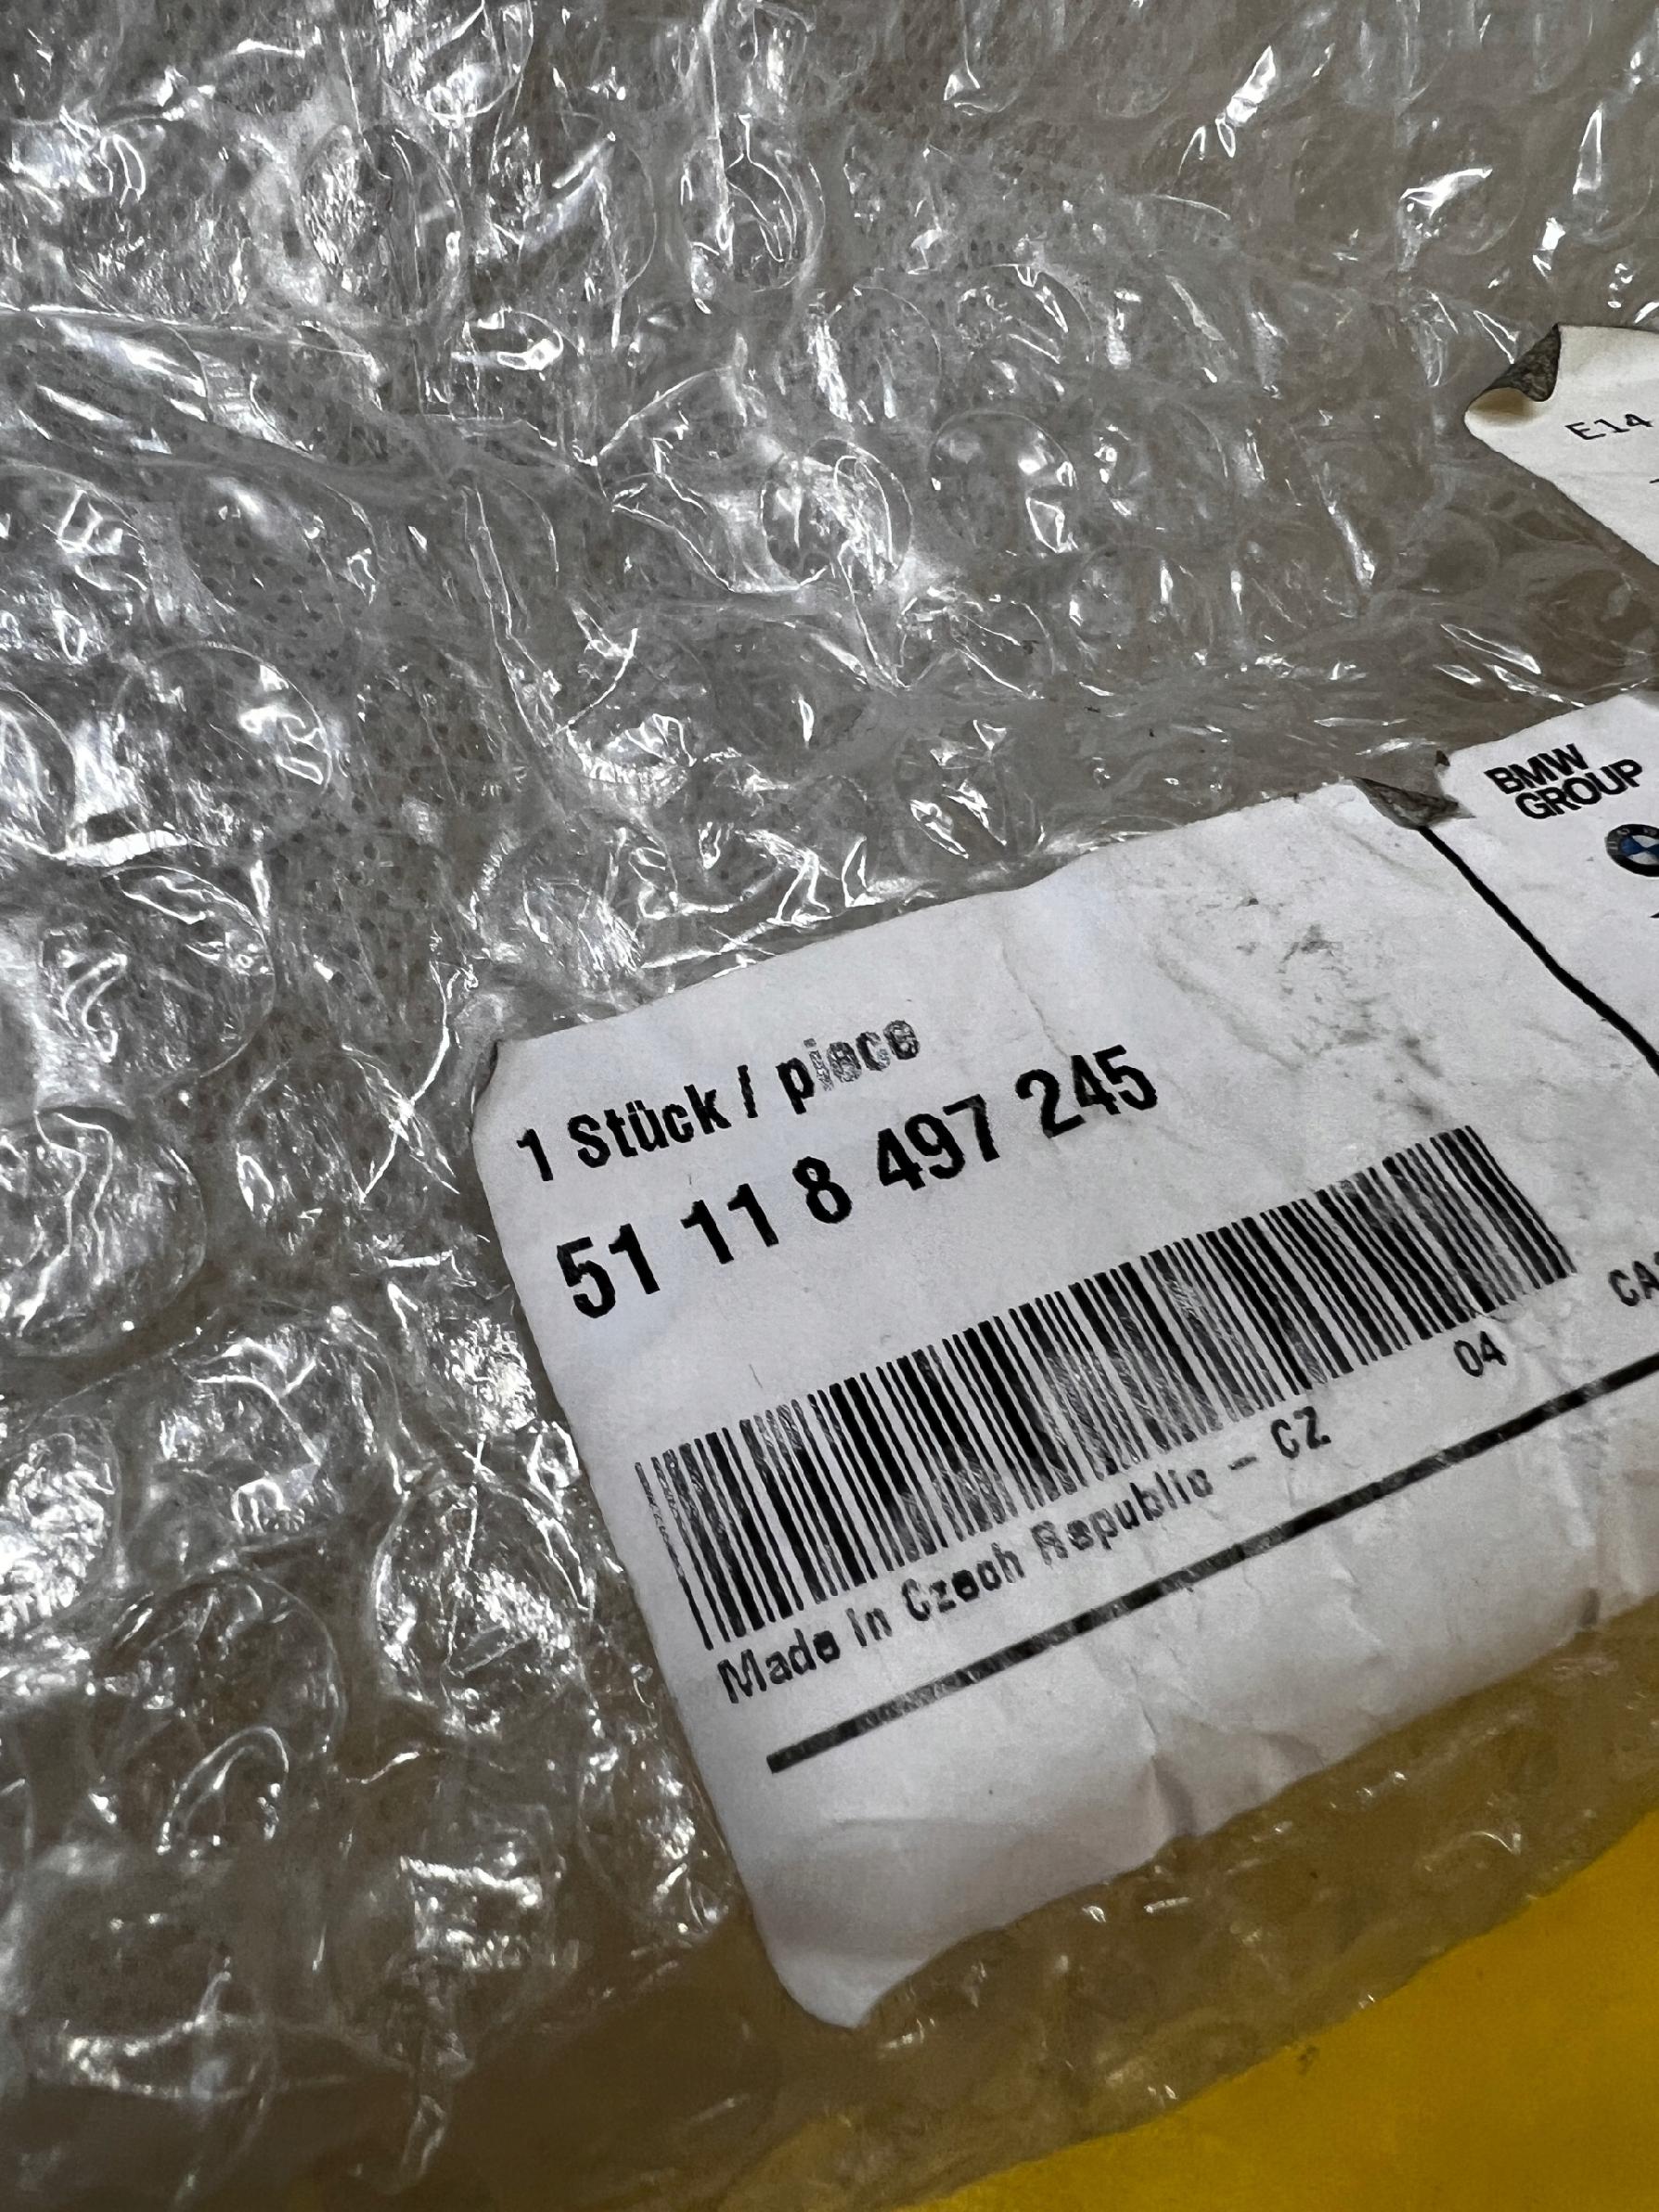 E14
BMW
GROUP
1 Stück / piece
51 11 8 497 245
04
Made in Czech Republic - CZ